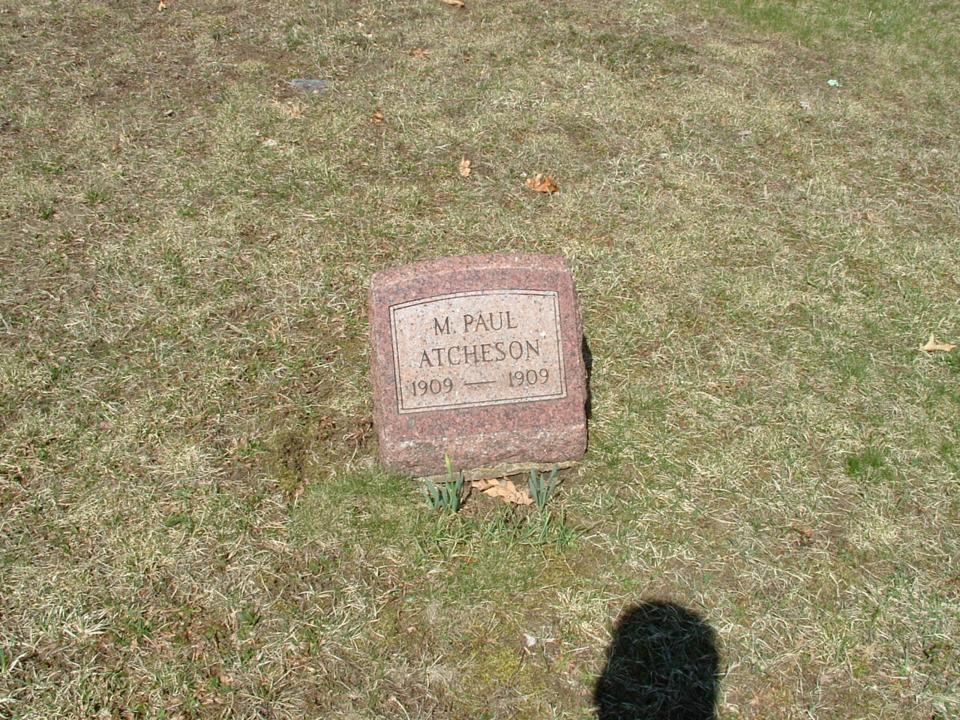 M. PAUL
ATCHESON
1909 — 1909